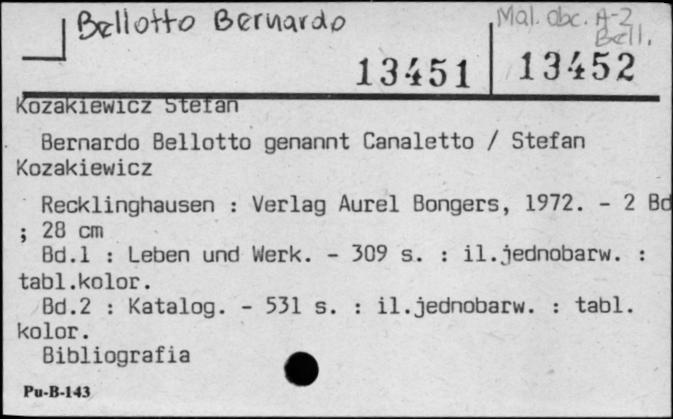 Bellotto Bernardo
Mal. obc. A-2
Bell.
13451 13452
Kozakiewicz Stefan
Bernardo Bellotto genannt Canaletto / Stefan
Kozakiewicz
Recklinghausen : Verlag Aurel Bongers, 1972. - 2 Bd
; 28 cm
Bd.1 : Leben und Werk. - 309 s. : il.jednobarw. :
tabl.kolor.
Bd.2 : Katalog. - 531 s. : il.jednobarw. : tabl.
kolor.
Bibliografia
Pu-B-143